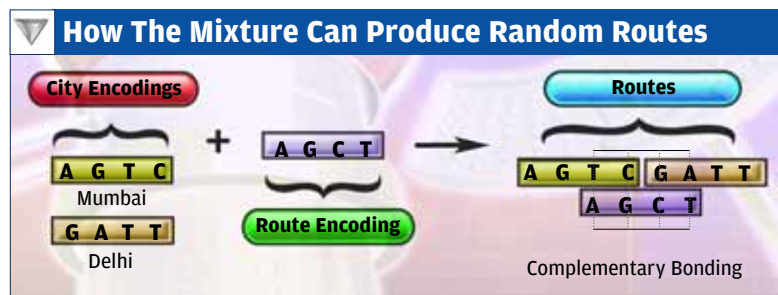 How The Mixture Can Produce Random Routes
City Encodings
A G T C
Mumbai
G A T T
Delhi
+
A G C T
Route Encoding
Routes
A G T C G A T T
A G C T
Complementary Bonding